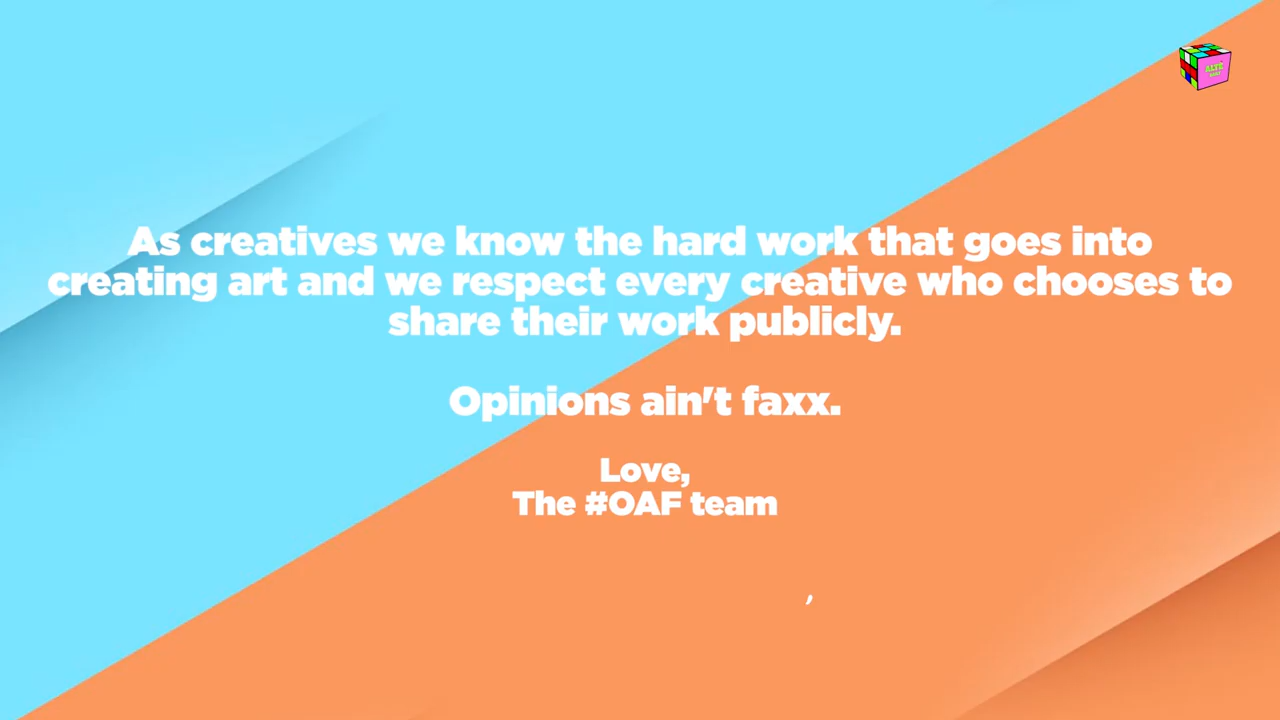 ALTÉ
As creatives we know the hard work that goes into
creating art and we respect every creative who chooses to
share their work publicly.
Opinions ain't faxx.
Love,
The #OAF team
,